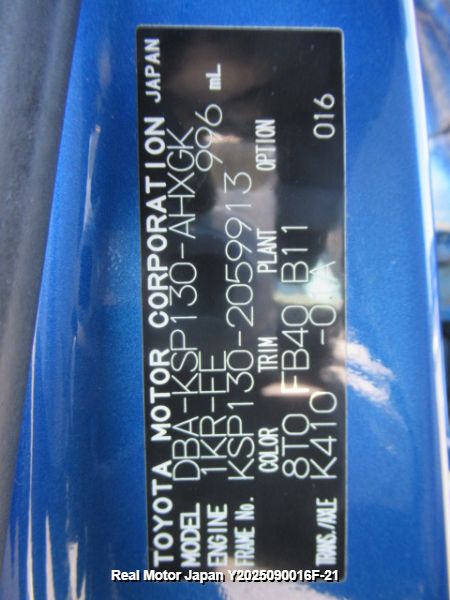 TOYOTA MOTOR CORPORATION JAPAN
MODEL DBA-KSP130-AHXGK
ENGINE 1KR-FE 996 mL
FRAME No. KSP130-2059913
COLOR TRIM PLANT OPTION
8T0 FB40 B11 016
TRANS./AXLE K410 -01A
Real Motor Japan Y2025090016F-21